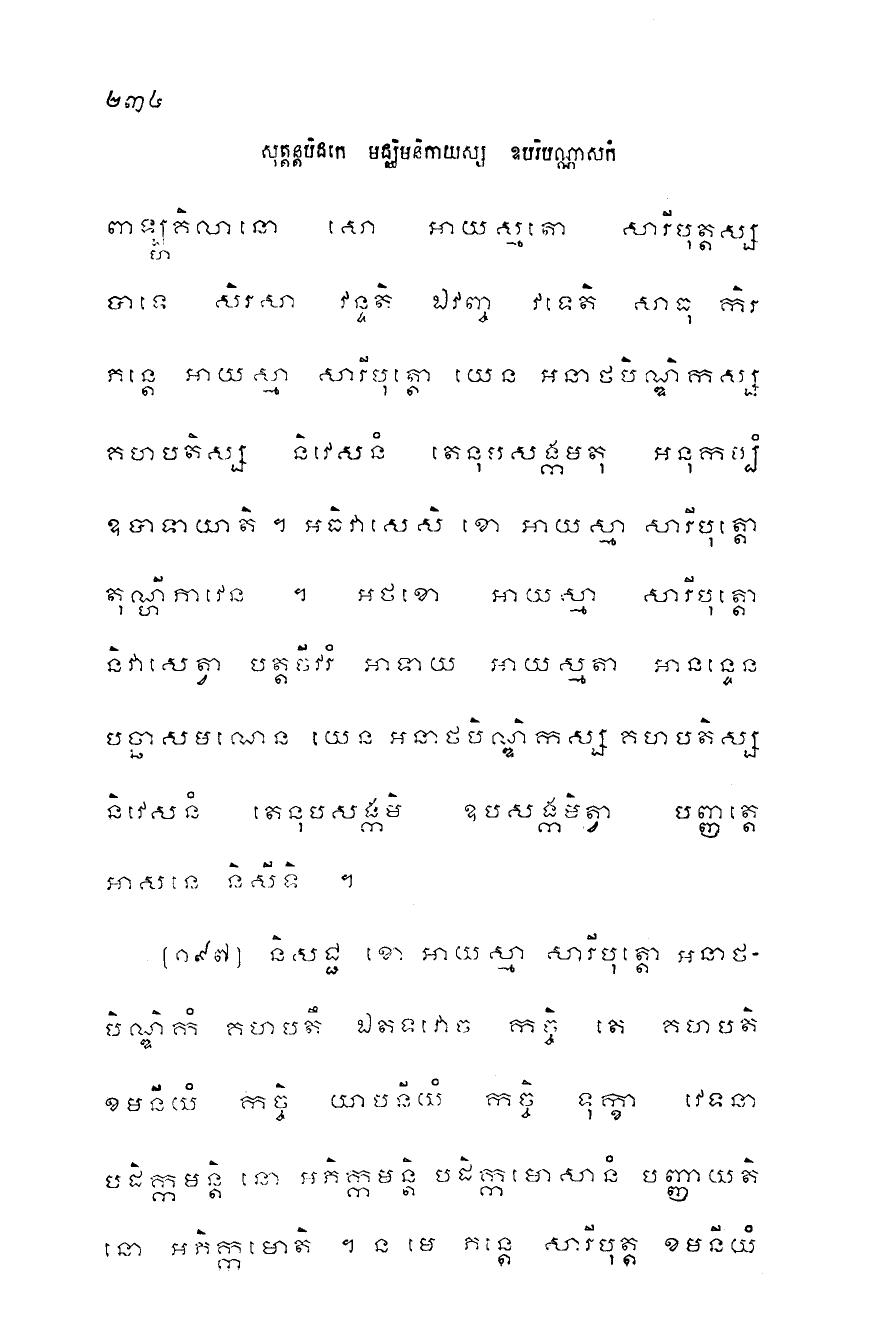 ២៣៤
សុត្តន្តបិដកេ មជ្ឈិមនិកាយស្ស ឧបរិបណ្ណាសកំ
ពាឡ្ហគិលានោ សោ អាយស្មតោ សារីបុត្តស្ស
បាទេ សិរសា វន្ទតិ ឯវញ្ច វទេតិ សាធុ កិរ
ភន្តេ អាយស្មា សារីបុត្តោ យេន អនាថបិណ្ឌិកស្ស
គហបតិស្ស និវេសនំ តេនុបសង្កមតុ អនុកម្បំ
ឧបាទាយាតិ ។ អធិវាសេសិ ខោ អាយស្មា សារីបុត្តោ
តុណ្ហីភាវេន ។ អថខោ អាយស្មា សារីបុត្តោ
និវាសេត្វា បត្តចីវរំ អាទាយ អាយស្មតា អានន្ទេន
បច្ឆាសមណេន យេន អនាថបិណ្ឌិកស្ស គហបតិស្ស
និវេសនំ តេនុបសង្កមិ ឧបសង្កមិត្វា បញ្ញត្តេ
អាសនេ និសីទិ ។
(១៩៧) និសជ្ជ ខោ អាយស្មា សារីបុត្តោ អនាថ-
បិណ្ឌិកំ គហបតឹ ឯតទវោច កច្ចិ តេ គហបតិ
ខមនីយំ កច្ចិ យាបនីយំ កច្ចិ ទុក្ខា វេទនា
បដិក្កមន្តិ នោ អភិក្កមន្តិ បដិក្កមោសានំ បញ្ញាយតិ
នោ អភិក្កមោតិ ។ ន មេ ភន្តេ សារីបុត្ត ខមនីយំ